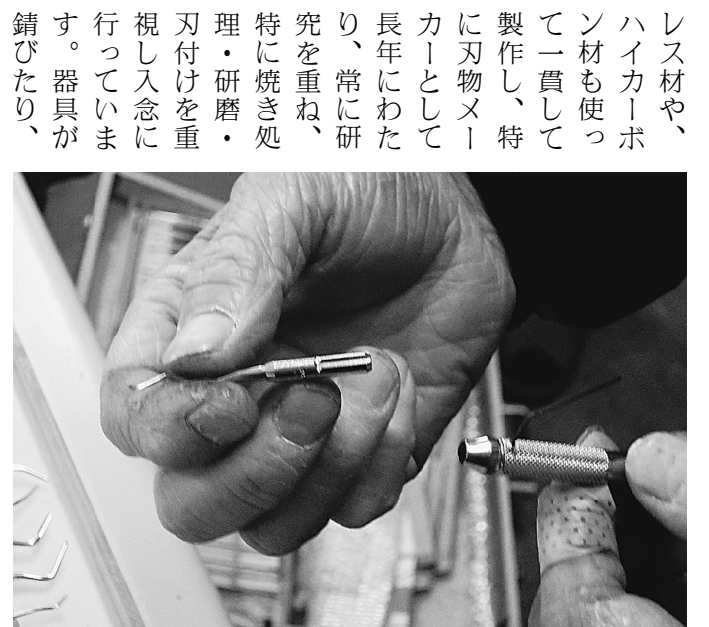 レス材や、
ハイカーボ
ン材も使っ
て一貫して
製作し、特
に刃物メー
カーとして
長年にわた
り、常に研
究を重ね、
特に焼き処
理・研磨・
刃付けを重
視し入念に
行っていま
す。器具が
錆びたり、